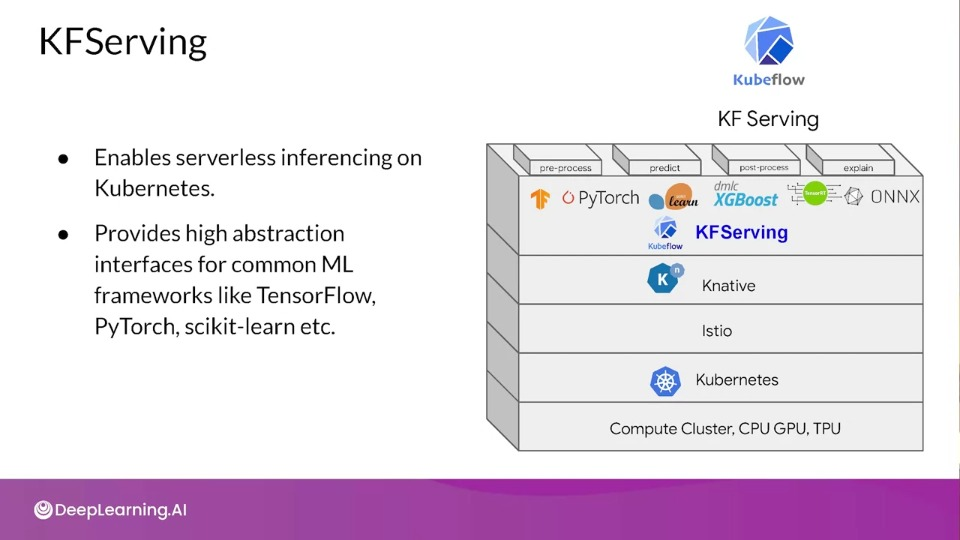 KFServing
Kubeflow
KF Serving
● Enables serverless inferencing on
Kubernetes.
● Provides high abstraction
interfaces for common ML
frameworks like TensorFlow,
PyTorch, scikit-learn etc.
pre-process predict post-process explain
PyTorch learn dmlc XGBoost TensorRT ONNX
Kubeflow KFServing
Knative
n
K
Istio
Kubernetes
Compute Cluster, CPU GPU, TPU
DeepLearning.AI